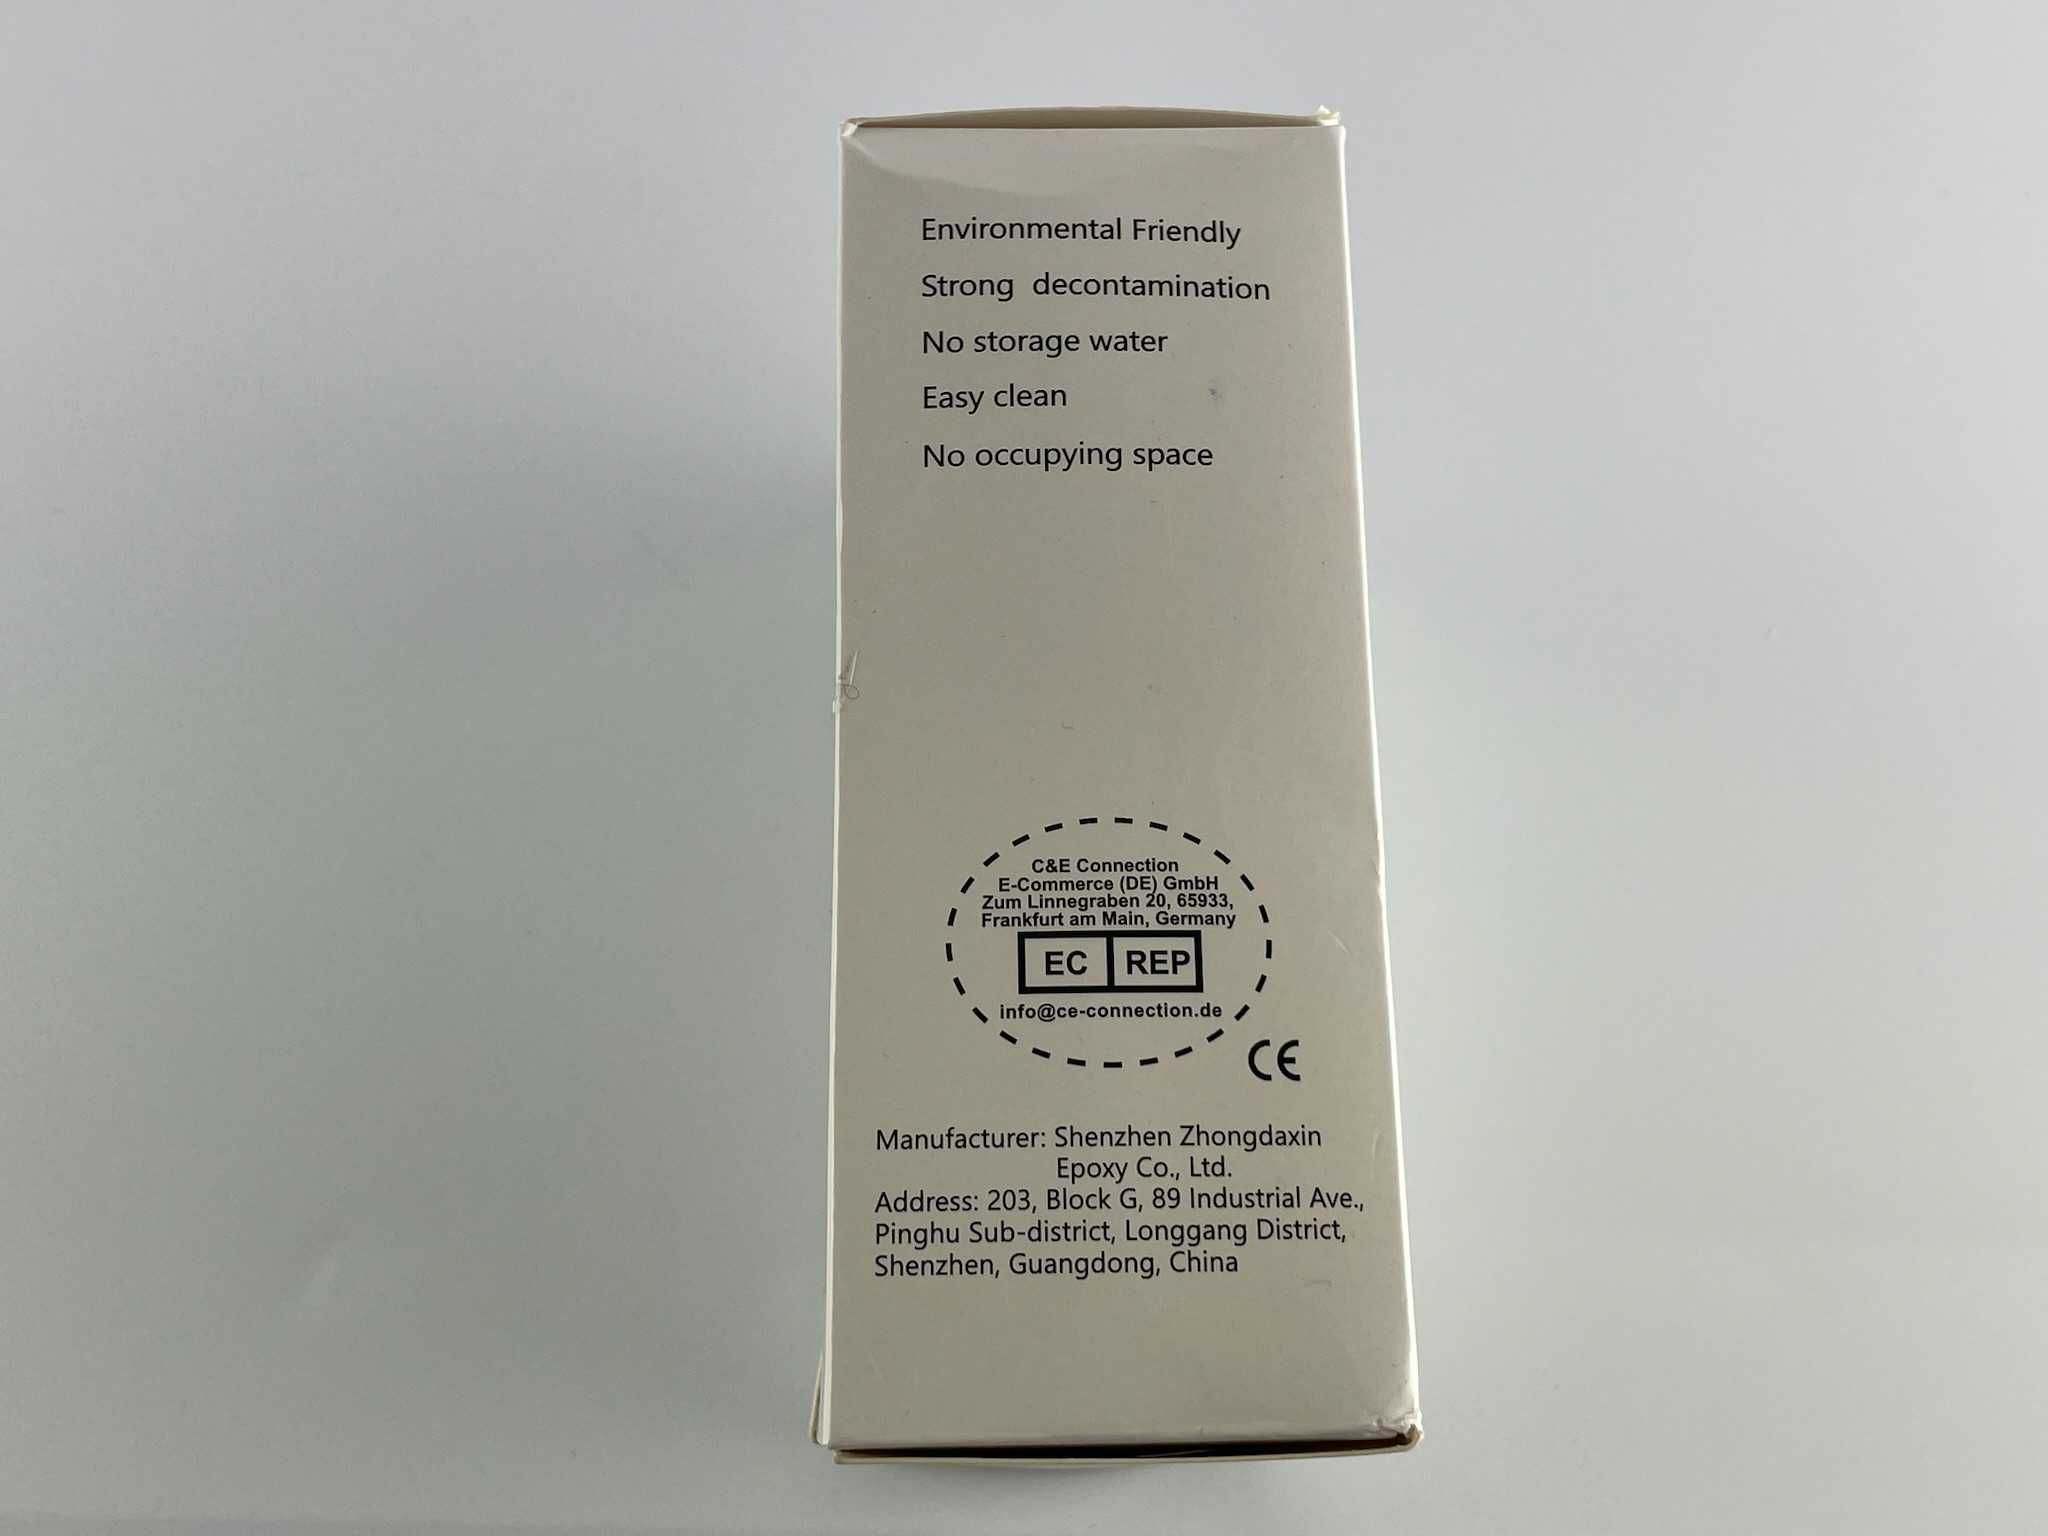 Environmental Friendly
Strong decontamination
No storage water
Easy clean
No occupying space
C&E Connection
E-Commerce (DE) GmbH
Zum Linnegraben 20, 65933,
Frankfurt am Main, Germany
EC REP
info@ce-connection.de
CE
Manufacturer: Shenzhen Zhongdaxin
Epoxy Co., Ltd.
Address: 203, Block G, 89 Industrial Ave.,
Pinghu Sub-district, Longgang District,
Shenzhen, Guangdong, China